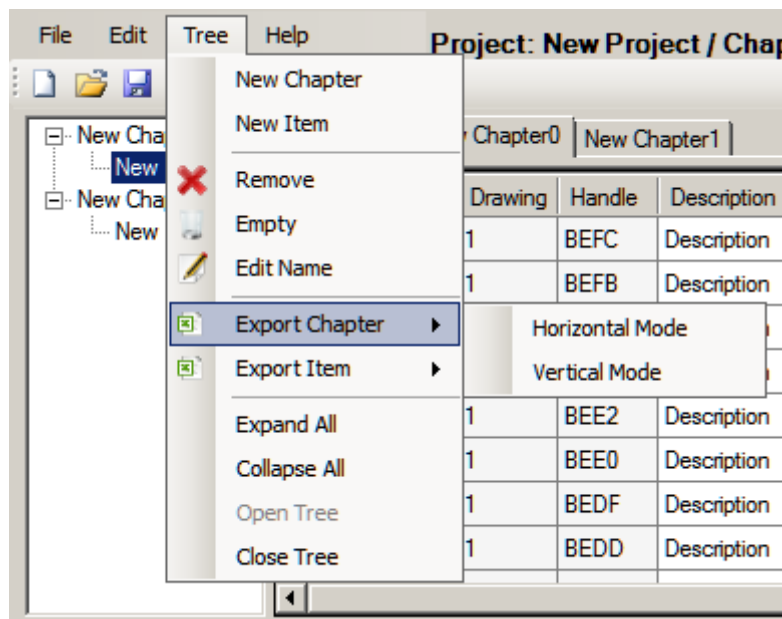 File Edit Tree Help
Project: New Project / Chap
New Chapter
New Item
Remove
Empty
Edit Name
Export Chapter
Export Item
Expand All
Collapse All
Open Tree
Close Tree
Horizontal Mode
Vertical Mode
New Cha
New
New Cha
New
Chapter0 New Chapter1
Drawing Handle Description
1 BEFC Description
1 BEFB Description
1 BEE2 Description
1 BEE0 Description
1 BEDF Description
1 BEDD Description